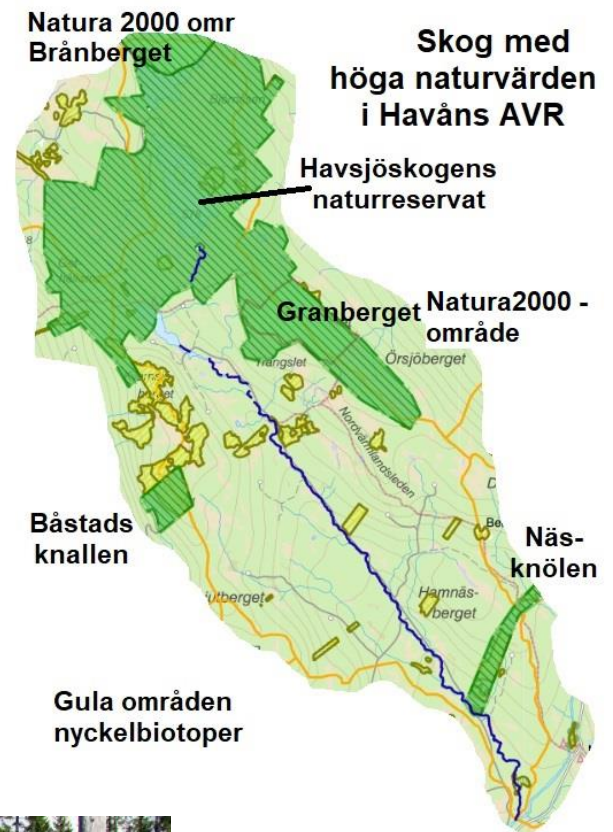 Natura 2000 omr
Brånberget
Skog med
höga naturvärden
i Havåns AVR
Havsjöskogens
naturreservat
Granberget
Natura2000 -
område
Örsjöberget
Trängslet
Nordvärmlandsleden
Båstads
knallen
Näs-
knölen
Hamnäs-
berget
Gula områden
nyckelbiotoper